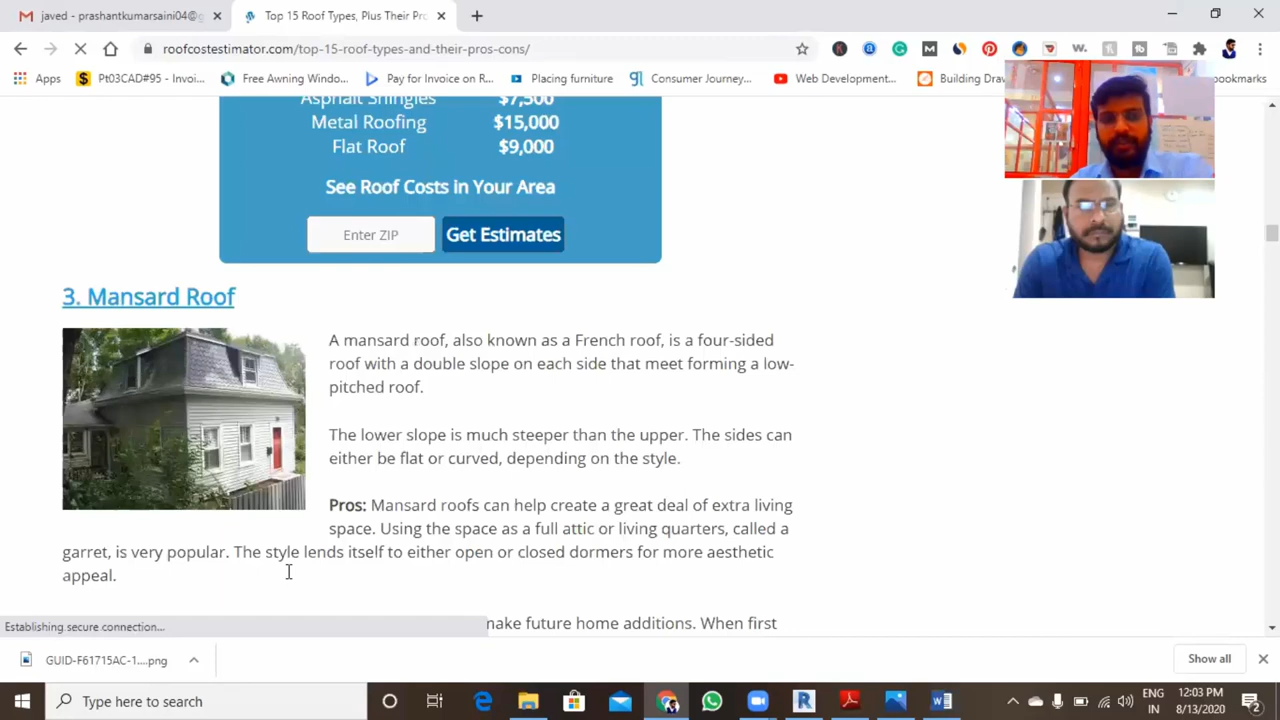 javed - prashantkumarsaini04@g
Top 15 Roof Types, Plus Their Pro
roofcostestimator.com/top-15-roof-types-and-their-pros-cons/
Apps
Pt03CAD#95 - Invoi...
Free Awning Windo...
Pay for Invoice on R...
Placing furniture
Consumer Journey...
Web Development...
Building Draw
bookmarks
Asphalt Shingles $7,500
Metal Roofing $15,000
Flat Roof $9,000
See Roof Costs in Your Area
Enter ZIP Get Estimates
3. Mansard Roof
A mansard roof, also known as a French roof, is a four-sided
roof with a double slope on each side that meet forming a low-
pitched roof.
The lower slope is much steeper than the upper. The sides can
either be flat or curved, depending on the style.
Pros: Mansard roofs can help create a great deal of extra living
space. Using the space as a full attic or living quarters, called a
garret, is very popular. The style lends itself to either open or closed dormers for more aesthetic
appeal.
make future home additions. When first
Establishing secure connection...
GUID-F61715AC-1....png
Show all
Type here to search
ENG
IN
12:03 PM
8/13/2020
2